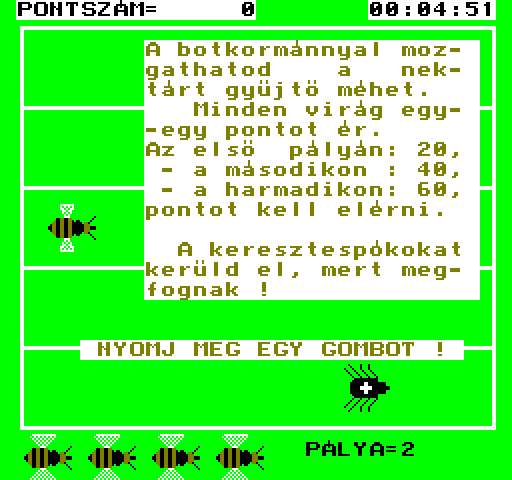 PONTSZÁM= 0 00:04:51
A botkormánnyal moz-
gathatod a nek-
tárt gyüjtö méhet.
Minden virág egy-
-egy pontot ér.
Az elsö pályán: 20,
- a másodikon : 40,
- a harmadikon: 60,
pontot kell elérni.
A keresztespókokat
kerüld el, mert meg-
fognak !
NYOMJ MEG EGY GOMBOT !
PÁLYA=2